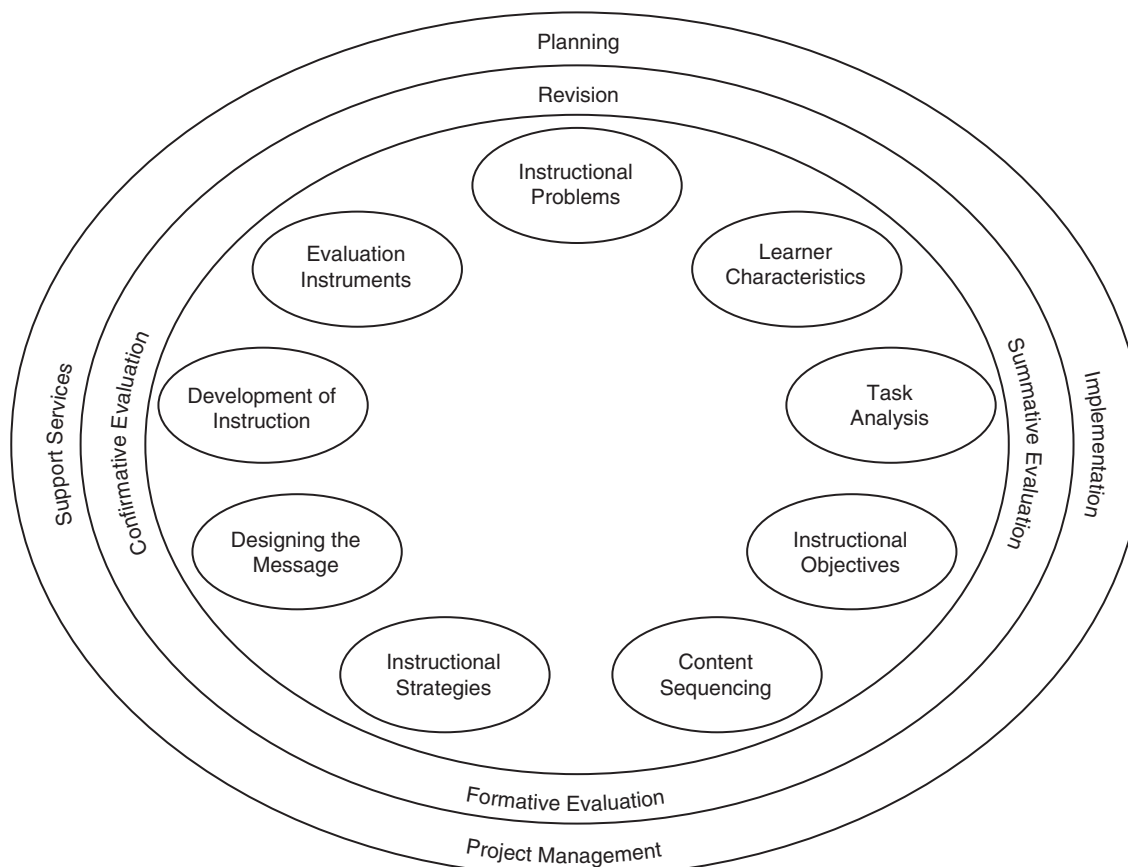 Planning
Revision
Instructional
Problems
Evaluation
Instruments
Learner
Characteristics
Support Services
Confirmative Evaluation
Development of
Instruction
Task
Analysis
Summative Evaluation
Implementation
Designing the
Message
Instructional
Objectives
Instructional
Strategies
Content
Sequencing
Formative Evaluation
Project Management